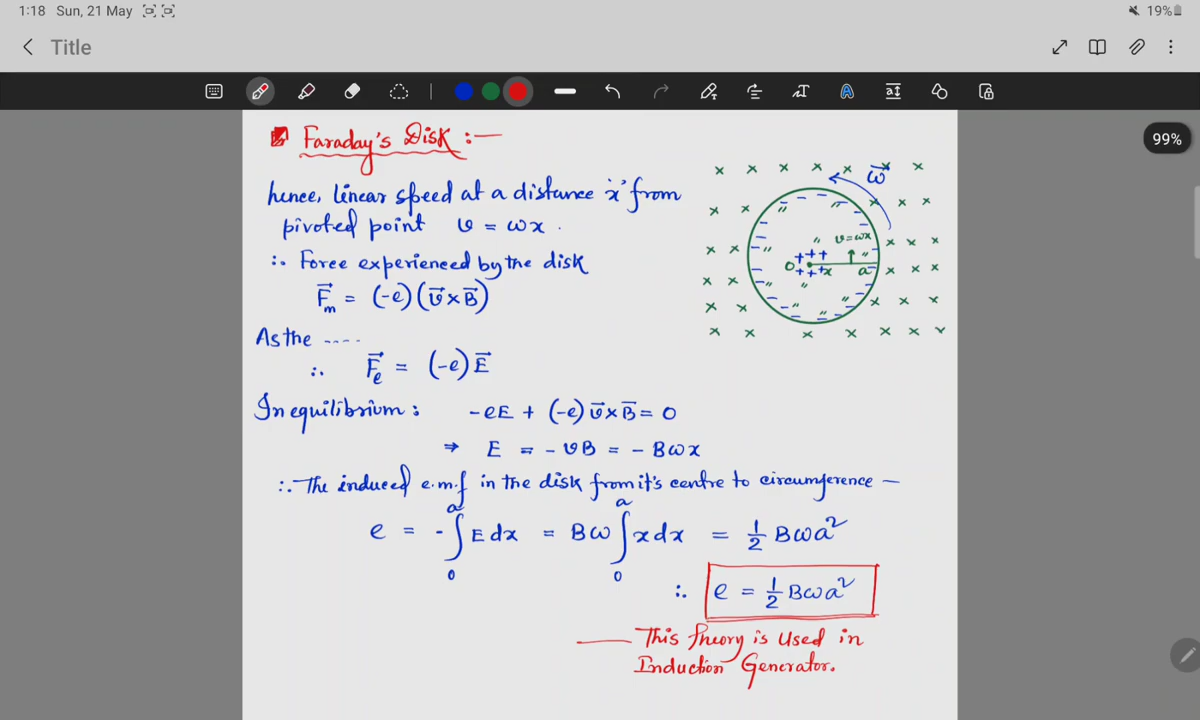 1:18 Sun, 21 May
19%
Title
99%
Faraday's Disk :—
hence, linear speed at a distance 'x' from
pivoted point v = ωx .
∴ Force experienced by the disk
F⃗m = (-e)(v⃗×B⃗)
As the ----
∴ F⃗e = (-e)E⃗
In equilibrium : -eE + (-e) v⃗×B⃗ = 0
⇒ E = - vB = - Bωx
∴ The induced e.m.f in the disk from it's centre to circumference —
e = -∫₀ᵃ E dx = Bω ∫₀ᵃ x dx = ½ Bωa²
∴ e = ½ Bωa²
— This theory is used in
Induction Generator.
ω⃗
v=ωx
O
x
a